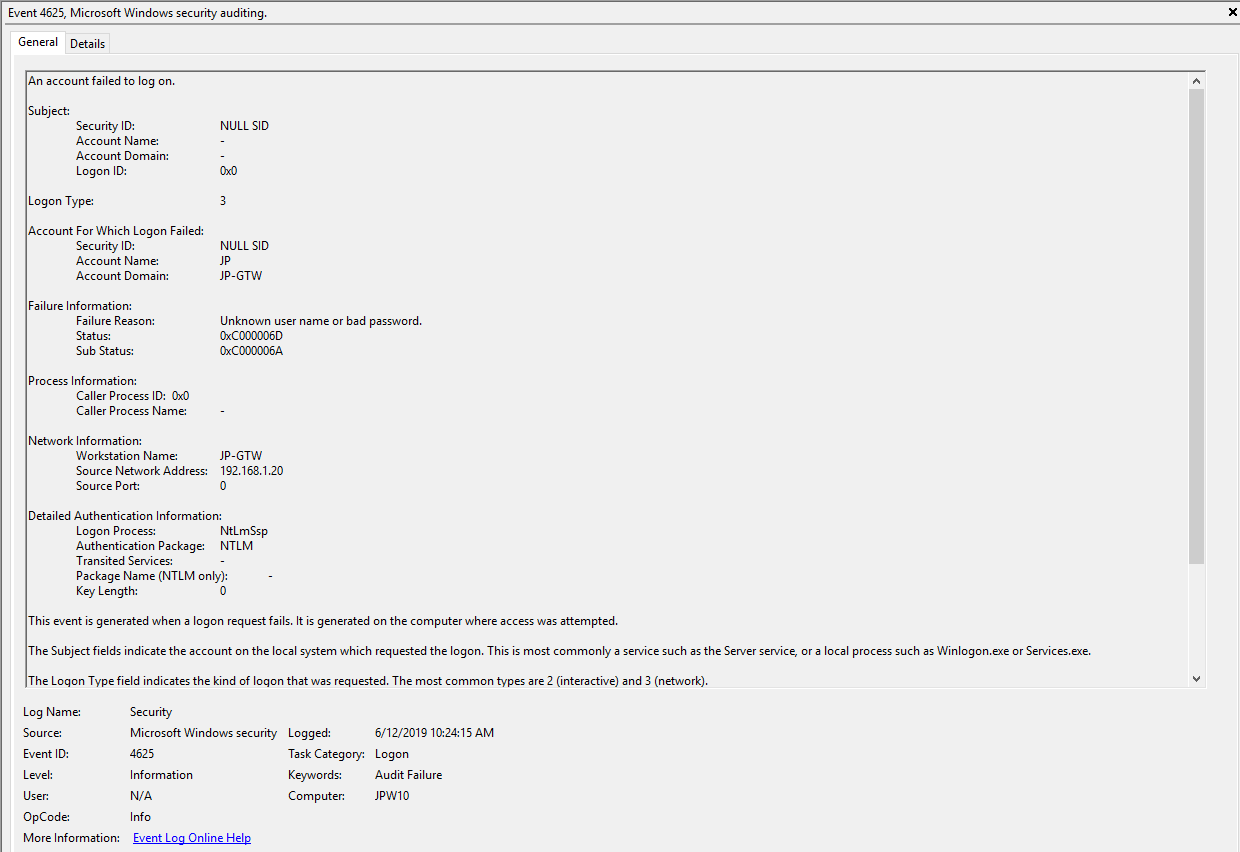 Event 4625, Microsoft Windows security auditing.
General Details
An account failed to log on.
Subject:
Security ID: NULL SID
Account Name: -
Account Domain: -
Logon ID: 0x0
Logon Type: 3
Account For Which Logon Failed:
Security ID: NULL SID
Account Name: JP
Account Domain: JP-GTW
Failure Information:
Failure Reason: Unknown user name or bad password.
Status: 0xC000006D
Sub Status: 0xC000006A
Process Information:
Caller Process ID: 0x0
Caller Process Name: -
Network Information:
Workstation Name: JP-GTW
Source Network Address: 192.168.1.20
Source Port: 0
Detailed Authentication Information:
Logon Process: NtLmSsp
Authentication Package: NTLM
Transited Services: -
Package Name (NTLM only): -
Key Length: 0
This event is generated when a logon request fails. It is generated on the computer where access was attempted.
The Subject fields indicate the account on the local system which requested the logon. This is most commonly a service such as the Server service, or a local process such as Winlogon.exe or Services.exe.
The Logon Type field indicates the kind of logon that was requested. The most common types are 2 (interactive) and 3 (network).
Log Name: Security
Source: Microsoft Windows security Logged: 6/12/2019 10:24:15 AM
Event ID: 4625 Task Category: Logon
Level: Information Keywords: Audit Failure
User: N/A Computer: JPW10
OpCode: Info
More Information: Event Log Online Help